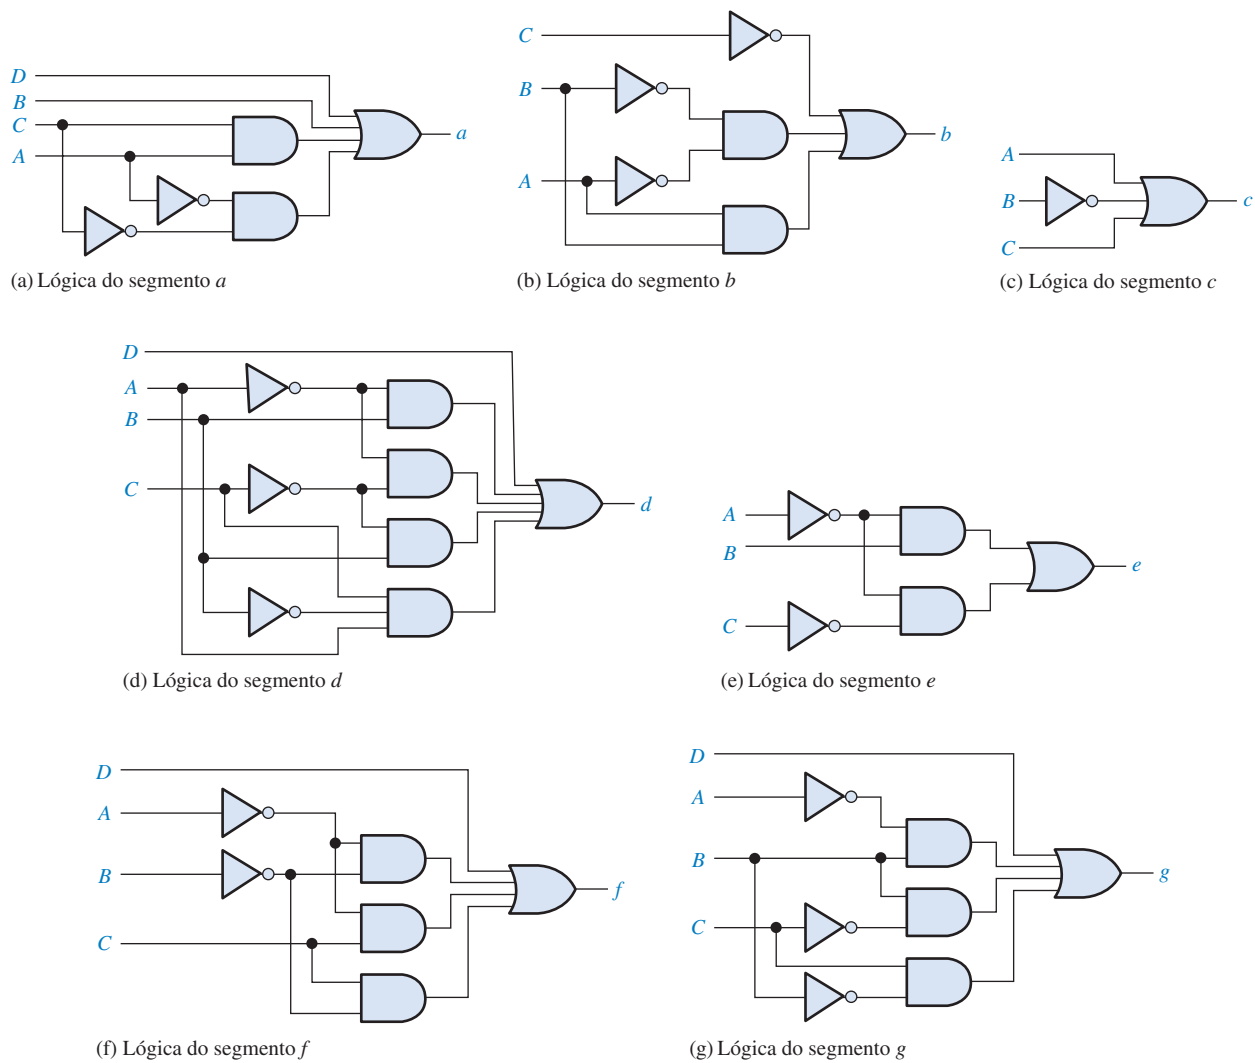 D
B
C
A
a
(a) Lógica do segmento a
C
B
A
b
(b) Lógica do segmento b
A
B
C
c
(c) Lógica do segmento c
D
A
B
C
d
(d) Lógica do segmento d
A
B
C
e
(e) Lógica do segmento e
D
A
B
C
f
(f) Lógica do segmento f
D
A
B
C
g
(g) Lógica do segmento g